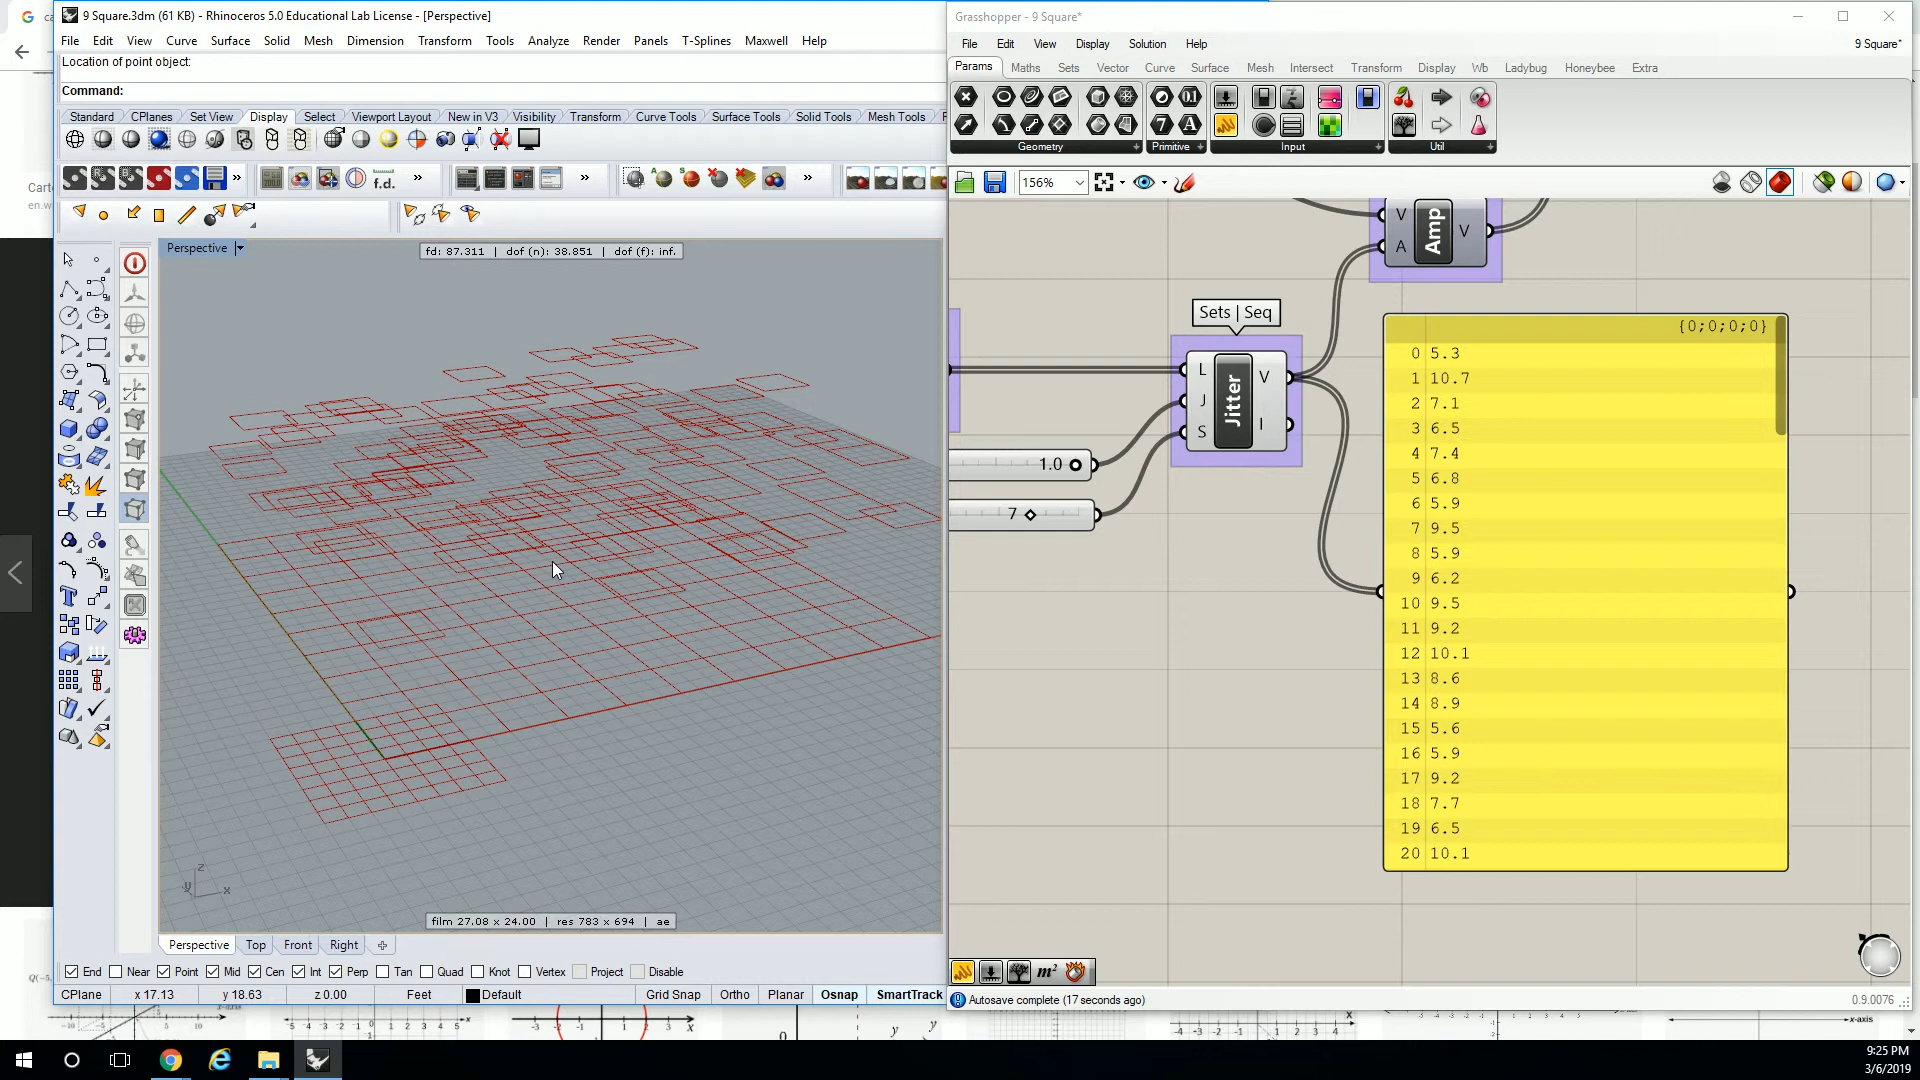 9 Square.3dm (61 KB) - Rhinoceros 5.0 Educational Lab License - [Perspective]
File Edit View Curve Surface Solid Mesh Dimension Transform Tools Analyze Render Panels T-Splines Maxwell Help
Location of point object:
Command:
Standard CPlanes Set View Display Select Viewport Layout New in V3 Visibility Transform Curve Tools Surface Tools Solid Tools Mesh Tools
f.d.
Perspective
fd: 87.311 | dof (n): 38.851 | dof (f): inf.
z
y x
film 27.08 x 24.00 | res 783 x 694 | ae
Perspective Top Front Right
End Near Point Mid Cen Int Perp Tan Quad Knot Vertex Project Disable
CPlane x 17.13 y 18.63 z 0.00 Feet Default Grid Snap Ortho Planar Osnap SmartTrack
Grasshopper - 9 Square*
File Edit View Display Solution Help 9 Square*
Params Maths Sets Vector Curve Surface Mesh Intersect Transform Display Wb Ladybug Honeybee Extra
Geometry Primitive Input Util
156%
V
A
Amp
V
Sets | Seq
L
J
S
Jitter
V
I
1.0
7
{0;0;0;0}
0 5.3
1 10.7
2 7.1
3 6.5
4 7.4
5 6.8
6 5.9
7 9.5
8 5.9
9 6.2
10 9.5
11 9.2
12 10.1
13 8.6
14 8.9
15 5.6
16 5.9
17 9.2
18 7.7
19 6.5
20 10.1
m²
Autosave complete (17 seconds ago) 0.9.0076
Carte
en.w
9:25 PM
3/6/2019